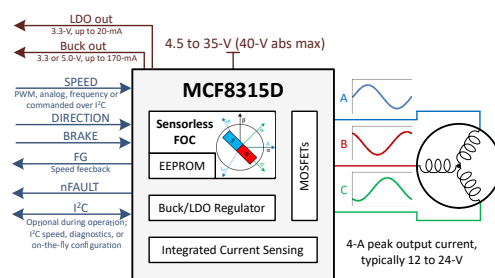 LDO out
3.3-V, up to 20-mA
Buck out
3.3 or 5.0-V, up to 170-mA
4.5 to 35-V (40-V abs max)
SPEED
PWM, analog, frequency or
commanded over I²C
DIRECTION
BRAKE
FG
Speed feecback
nFAULT
I²C
Optional during operation;
I²C speed, diagnostics, or
on-the-fly configuration
MCF8315D
Sensorless
FOC
EEPROM
MOSFETs
Buck/LDO Regulator
Integrated Current Sensing
A
B
C
4-A peak output current,
typically 12 to 24-V